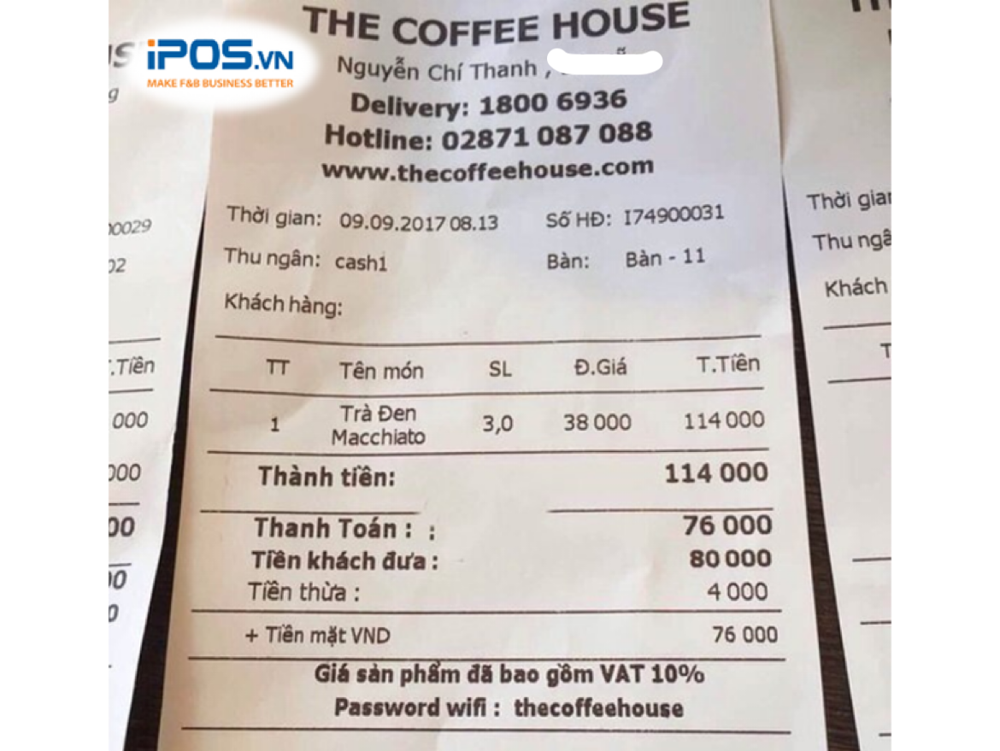 iPOS.VN
MAKE F&B BUSINESS BETTER
THE COFFEE HOUSE
Nguyễn Chí Thanh ,
Delivery: 1800 6936
Hotline: 02871 087 088
www.thecoffeehouse.com
Thời gian: 09.09.2017 08.13 Số HĐ: I74900031
Thu ngân: cash1 Bàn: Bàn - 11
Khách hàng:
TT Tên món SL Đ.Giá T.Tiền
1 Trà Đen Macchiato 3,0 38 000 114 000
Thành tiền: 114 000
Thanh Toán : : 76 000
Tiền khách đưa : 80 000
Tiền thừa : 4 000
+ Tiền mặt VND 76 000
Giá sản phẩm đã bao gồm VAT 10%
Password wifi : thecoffeehouse
00029
02
T.Tiền
000
000
00
00
0
Thời gian
Thu ngân
Khách
T